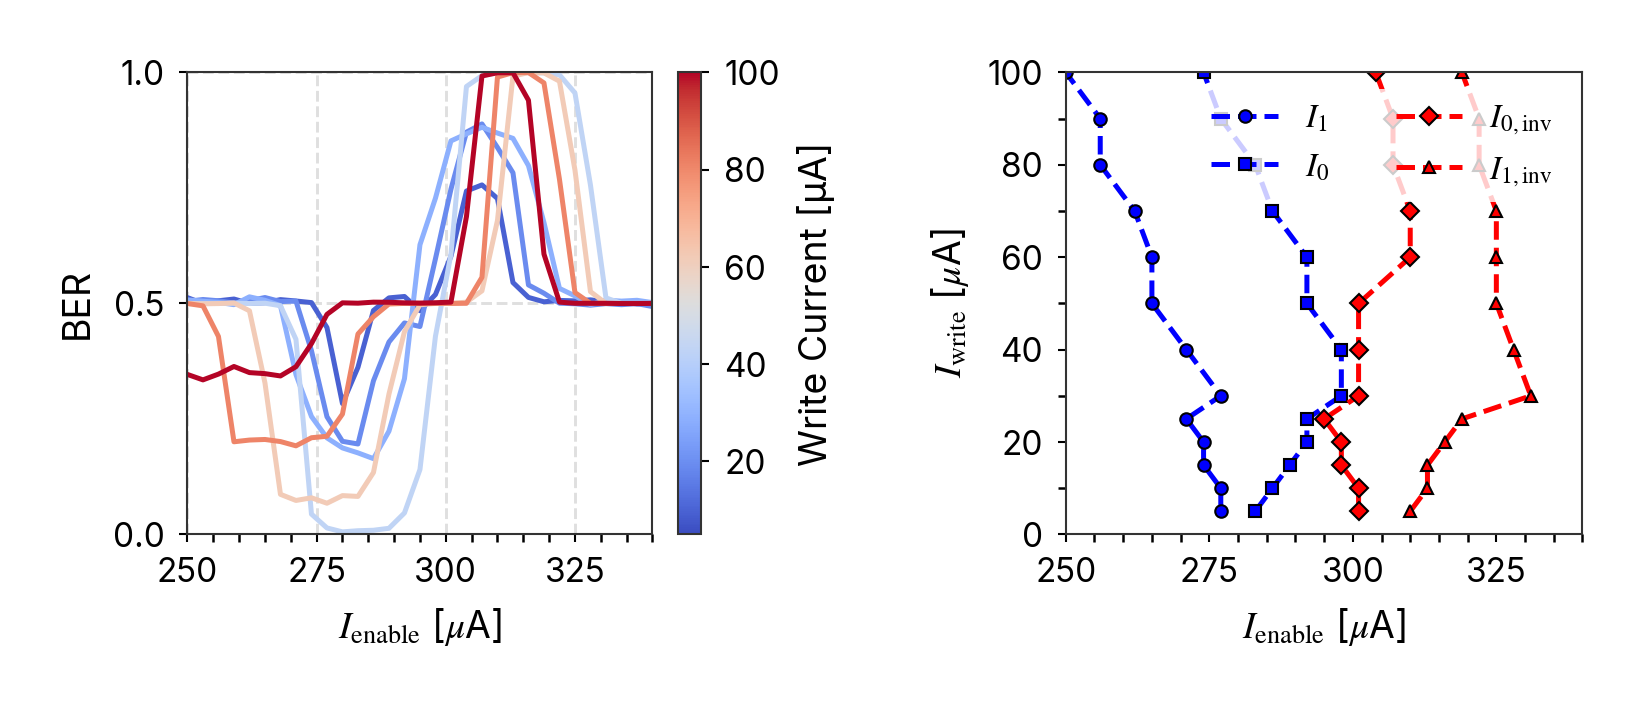 1.0
0.5
0.0
BER
250
275
300
325
I_enable [μA]
100
80
60
40
20
Write Current [µA]
100
80
60
40
20
0
I_write [μA]
I_1
I_0
I_0,inv
I_1,inv
250
275
300
325
I_enable [μA]